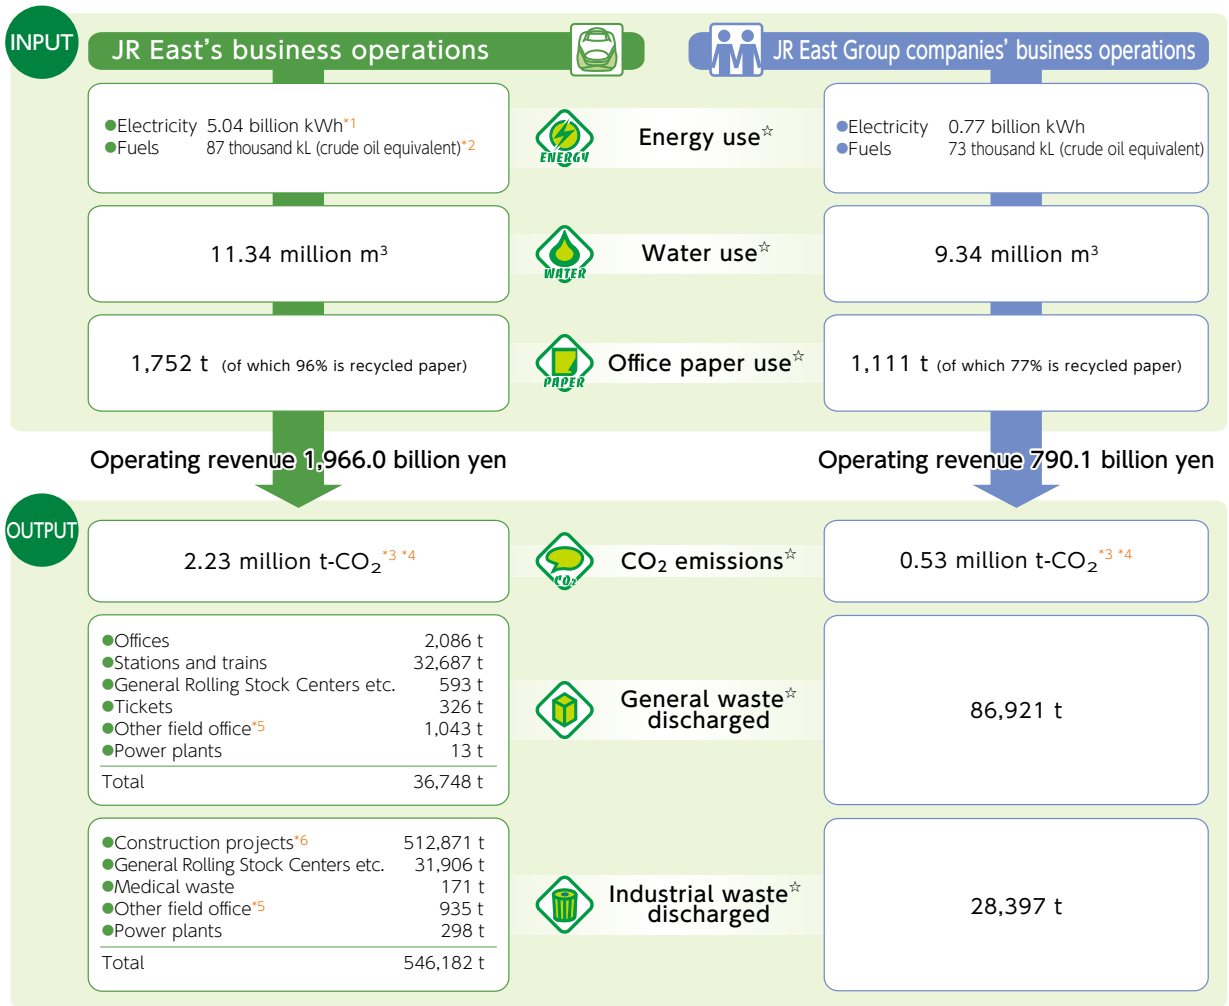 INPUT
JR East's business operations
JR East Group companies' business operations
●Electricity 5.04 billion kWh*1
●Fuels 87 thousand kL (crude oil equivalent)*2
ENERGY
Energy use☆
●Electricity 0.77 billion kWh
●Fuels 73 thousand kL (crude oil equivalent)
11.34 million m³
WATER
Water use☆
9.34 million m³
1,752 t (of which 96% is recycled paper)
PAPER
Office paper use☆
1,111 t (of which 77% is recycled paper)
Operating revenue 1,966.0 billion yen
Operating revenue 790.1 billion yen
OUTPUT
2.23 million t-CO₂*3 *4
CO₂
CO₂ emissions☆
0.53 million t-CO₂*3 *4
●Offices 2,086 t
●Stations and trains 32,687 t
●General Rolling Stock Centers etc. 593 t
●Tickets 326 t
●Other field office*5 1,043 t
●Power plants 13 t
Total 36,748 t
General waste☆
discharged
86,921 t
●Construction projects*6 512,871 t
●General Rolling Stock Centers etc. 31,906 t
●Medical waste 171 t
●Other field office*5 935 t
●Power plants 298 t
Total 546,182 t
Industrial waste☆
discharged
28,397 t